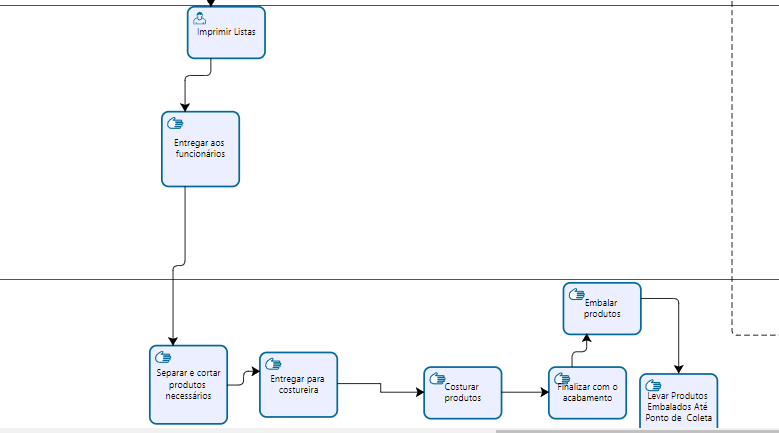 Imprimir Listas
Entregar aos
funcionários
Embalar
produtos
Separar e cortar
produtos
necessários
Entregar para
costureira
Costurar
produtos
Finalizar com o
acabamento
Levar Produtos
Embalados Até
Ponto de Coleta